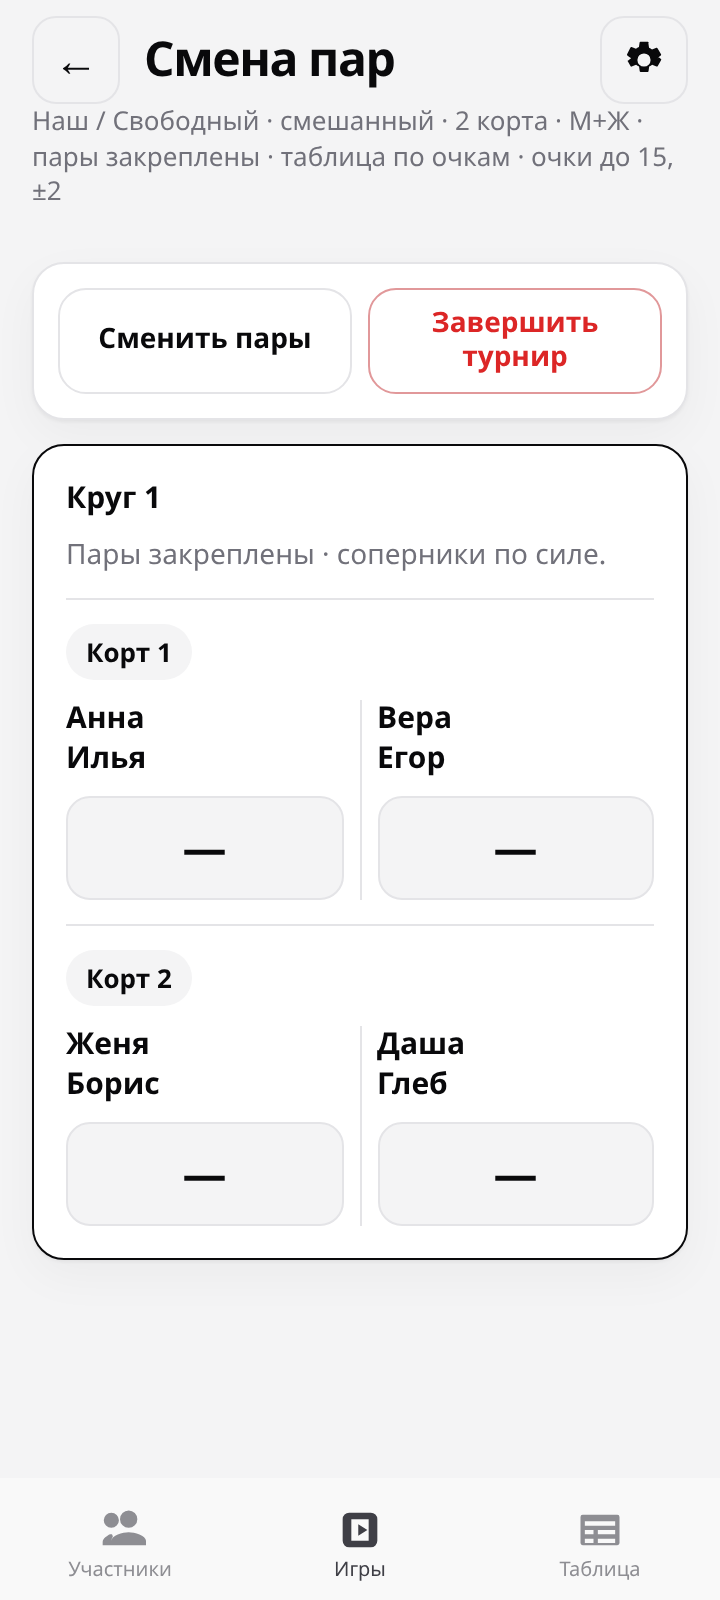 ← Смена пар
Наш / Свободный · смешанный · 2 корта · М+Ж ·
пары закреплены · таблица по очкам · очки до 15,
±2
Сменить пары
Завершить
турнир
Круг 1
Пары закреплены · соперники по силе.
Корт 1
Анна
Илья
Вера
Егор
—
—
Корт 2
Женя
Борис
Даша
Глеб
—
—
Участники
Игры
Таблица